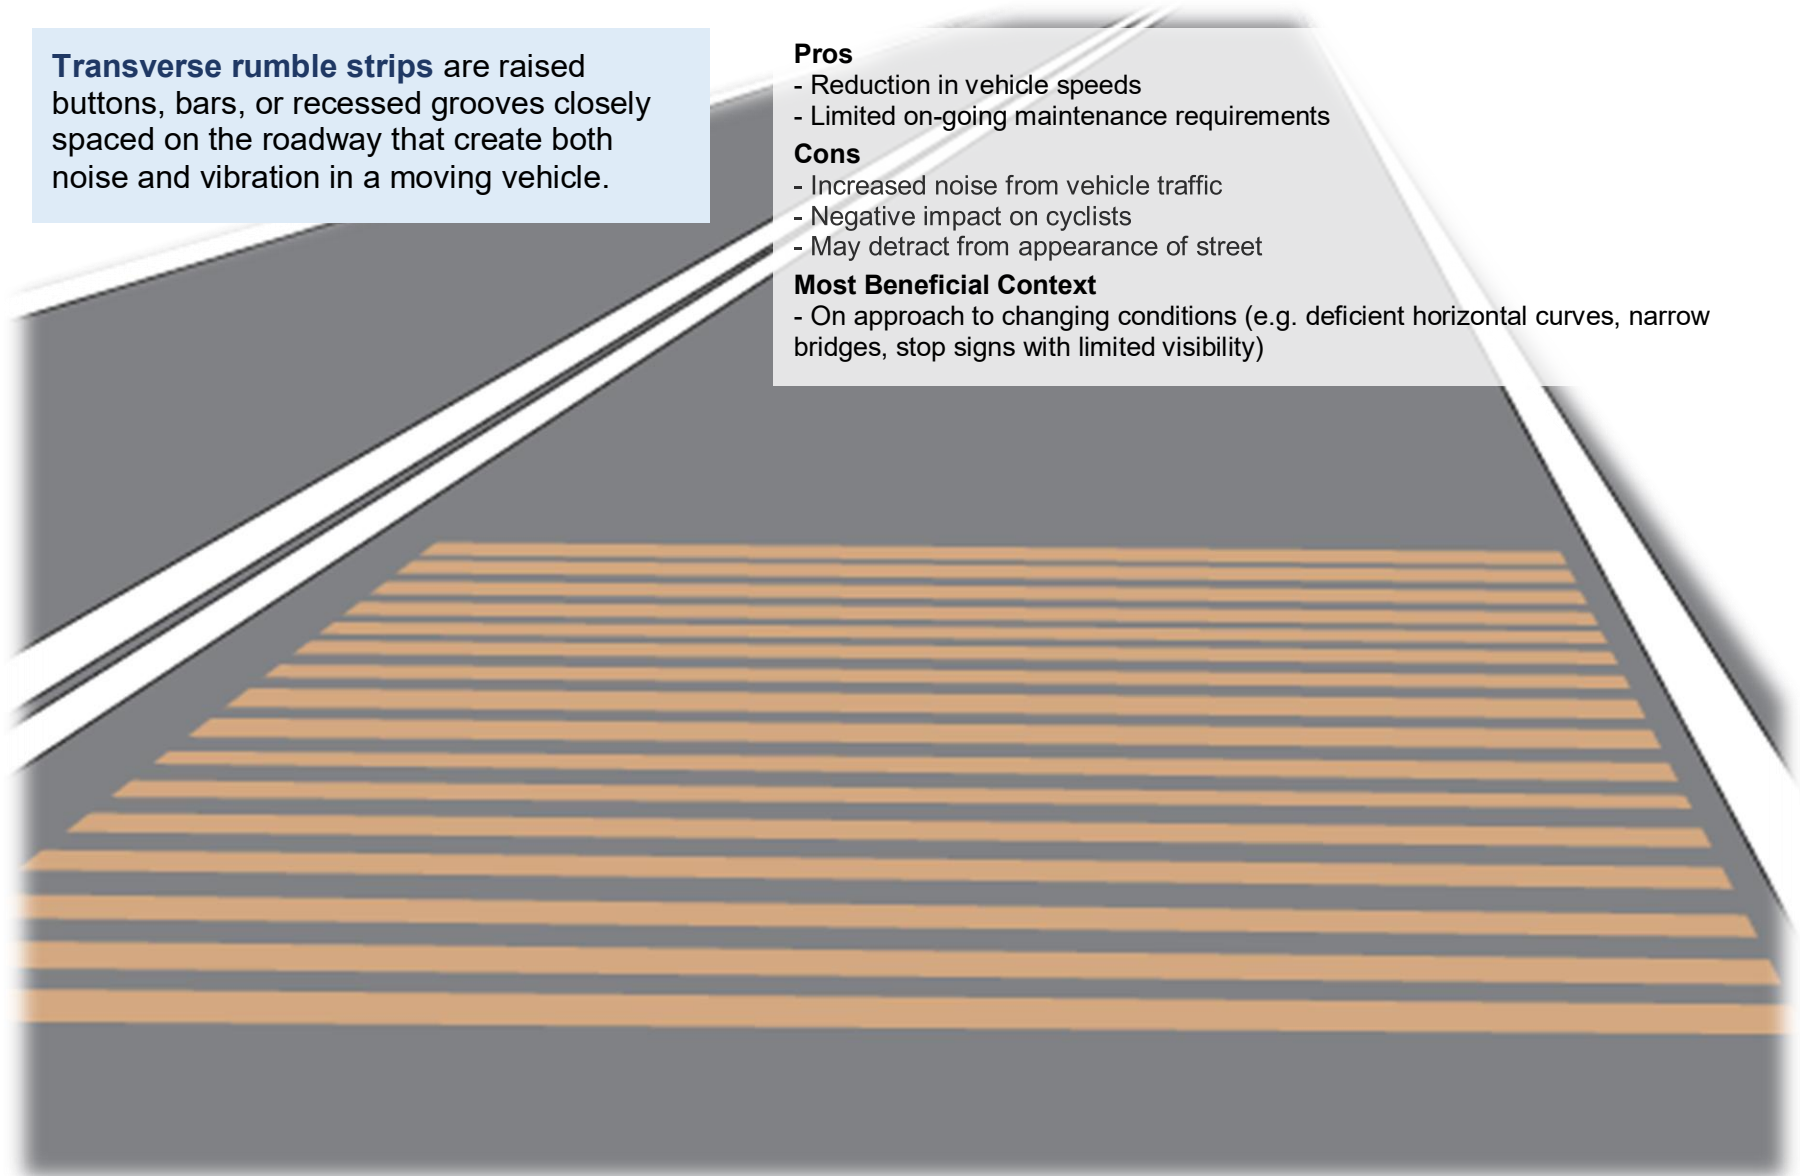 Transverse rumble strips are raised
buttons, bars, or recessed grooves closely
spaced on the roadway that create both
noise and vibration in a moving vehicle.
Pros
- Reduction in vehicle speeds
- Limited on-going maintenance requirements
Cons
- Increased noise from vehicle traffic
- Negative impact on cyclists
- May detract from appearance of street
Most Beneficial Context
- On approach to changing conditions (e.g. deficient horizontal curves, narrow
bridges, stop signs with limited visibility)